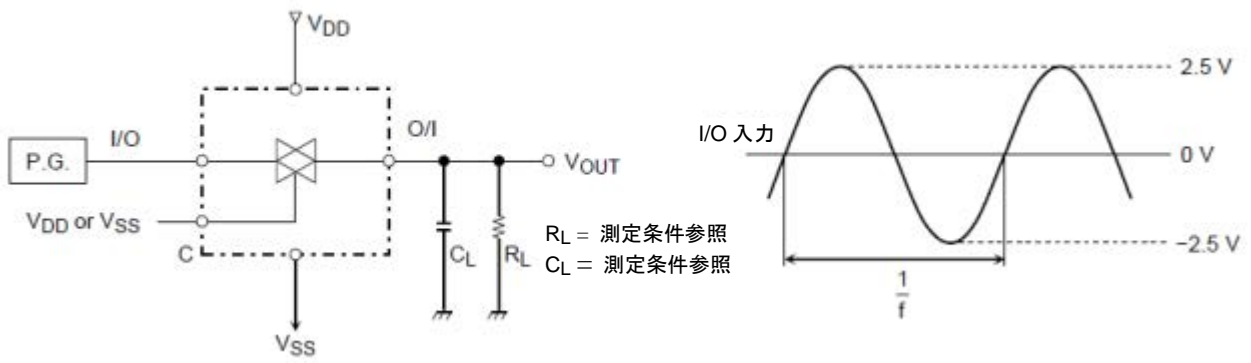 VDD
I/O
O/I
P.G.
VOUT
VDD or VSS
C
CL
RL
RL = 測定条件参照
CL = 測定条件参照
VSS
I/O 入力
2.5 V
0 V
−2.5 V
1
f